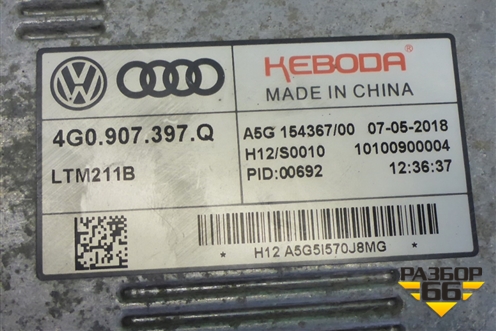 KEBODA
MADE IN CHINA
4G0.907.397.Q
LTM211B
A5G 154367/00 07-05-2018
H12/S0010 10100900004
PID:00692 12:36:37
* H12 A5G5I570J8MG *
РАЗБОР
66